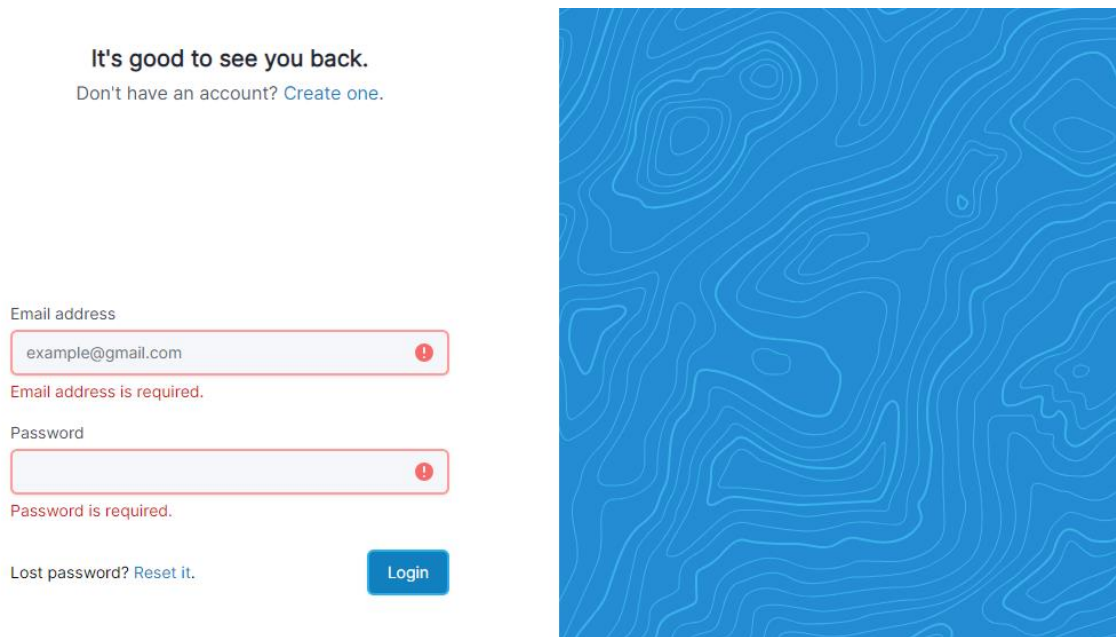 It's good to see you back.
Don't have an account? Create one.
Email address
example@gmail.com
Email address is required.
Password
Password is required.
Lost password? Reset it.
Login